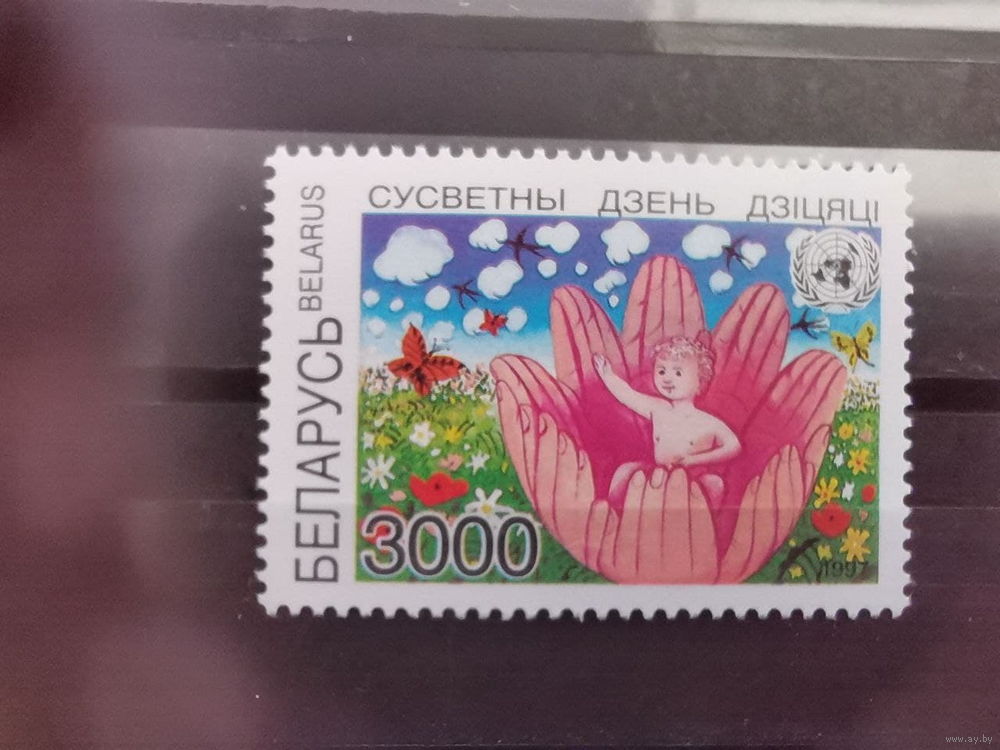 СУСВЕТНЫ ДЗЕНЬ ДЗІЦЯЦІ
БЕЛАРУСЬ BELARUS
3000
1997
www.ay.by